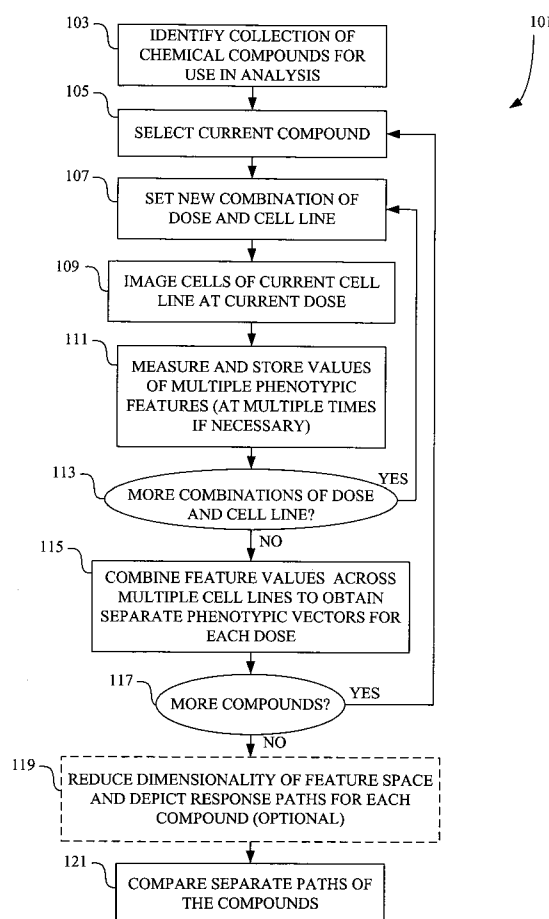 103
101
IDENTIFY COLLECTION OF
CHEMICAL COMPOUNDS FOR
USE IN ANALYSIS
105
SELECT CURRENT COMPOUND
107
SET NEW COMBINATION OF
DOSE AND CELL LINE
109
IMAGE CELLS OF CURRENT CELL
LINE AT CURRENT DOSE
111
MEASURE AND STORE VALUES
OF MULTIPLE PHENOTYPIC
FEATURES (AT MULTIPLE TIMES
IF NECESSARY)
113
MORE COMBINATIONS OF DOSE
AND CELL LINE?
YES
NO
115
COMBINE FEATURE VALUES ACROSS
MULTIPLE CELL LINES TO OBTAIN
SEPARATE PHENOTYPIC VECTORS FOR
EACH DOSE
117
MORE COMPOUNDS?
YES
NO
119
REDUCE DIMENSIONALITY OF FEATURE SPACE
AND DEPICT RESPONSE PATHS FOR EACH
COMPOUND (OPTIONAL)
121
COMPARE SEPARATE PATHS OF
THE COMPOUNDS